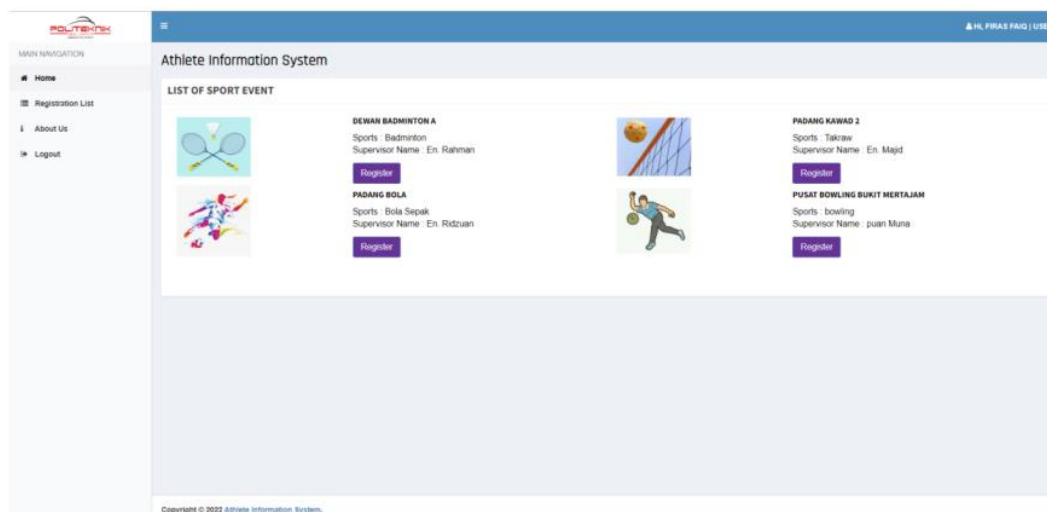 POLITEKNIK
HI, FIRAS FAIQ | USE
MAIN NAVIGATION
Home
Registration List
About Us
Logout
Athlete Information System
LIST OF SPORT EVENT
DEWAN BADMINTON A
Sports : Badminton
Supervisor Name : En. Rahman
Register
PADANG KAWAD 2
Sports : Takraw
Supervisor Name : En. Majid
Register
PADANG BOLA
Sports : Bola Sepak
Supervisor Name : En. Ridzuan
Register
PUSAT BOWLING BUKIT MERTAJAM
Sports : bowling
Supervisor Name : puan Muna
Register
Copyright © 2022 Athlete Information System.